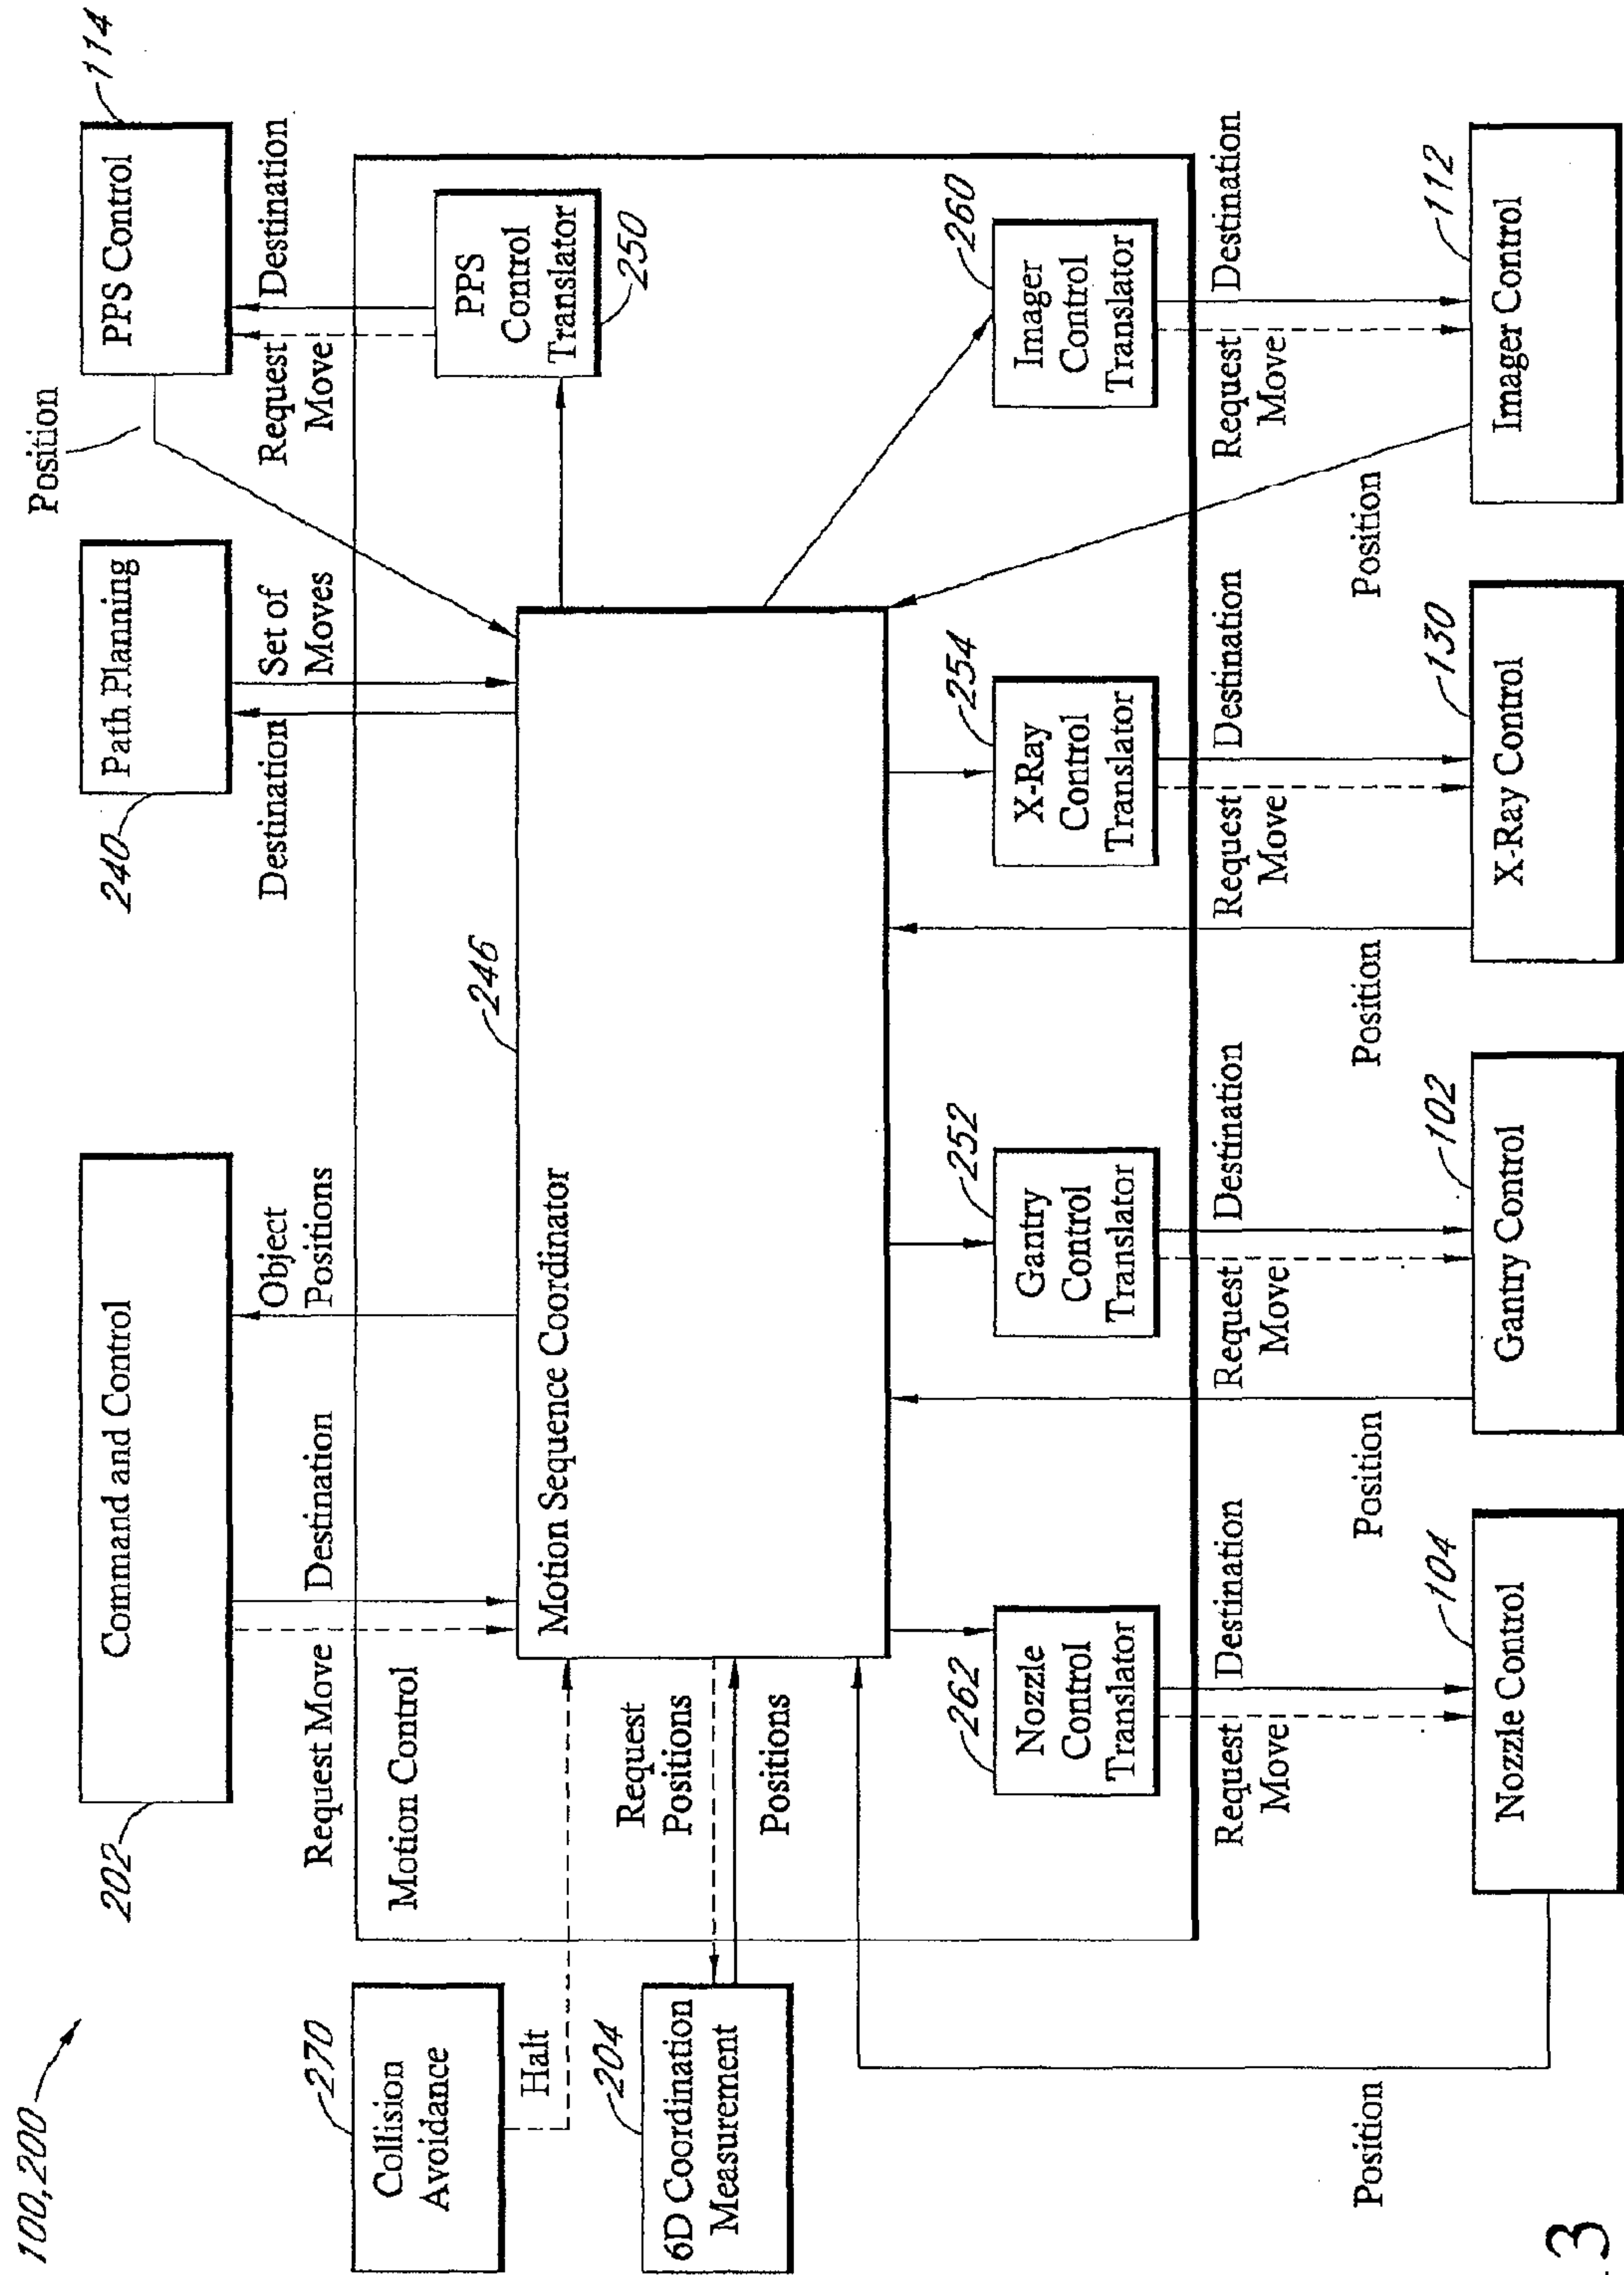 100,200
Command and Control
202
Path Planning
240
PPS Control
114
Position
Request Move
Destination
Object
Positions
Destination
Set of
Moves
Request
Move
Destination
Collision
Avoidance
270
Halt
Motion Control
Motion Sequence Coordinator
246
PPS
Control
Translator
250
6D Coordination
Measurement
204
Request
Positions
Positions
Nozzle
Control
Translator
262
Gantry
Control
Translator
252
X-Ray
Control
Translator
254
Imager
Control
Translator
260
Request
Move
Destination
Request
Move
Destination
Request
Move
Destination
Request
Move
Destination
Position
Position
Position
Position
Nozzle Control
104
Gantry Control
102
X-Ray Control
130
Imager Control
112
3